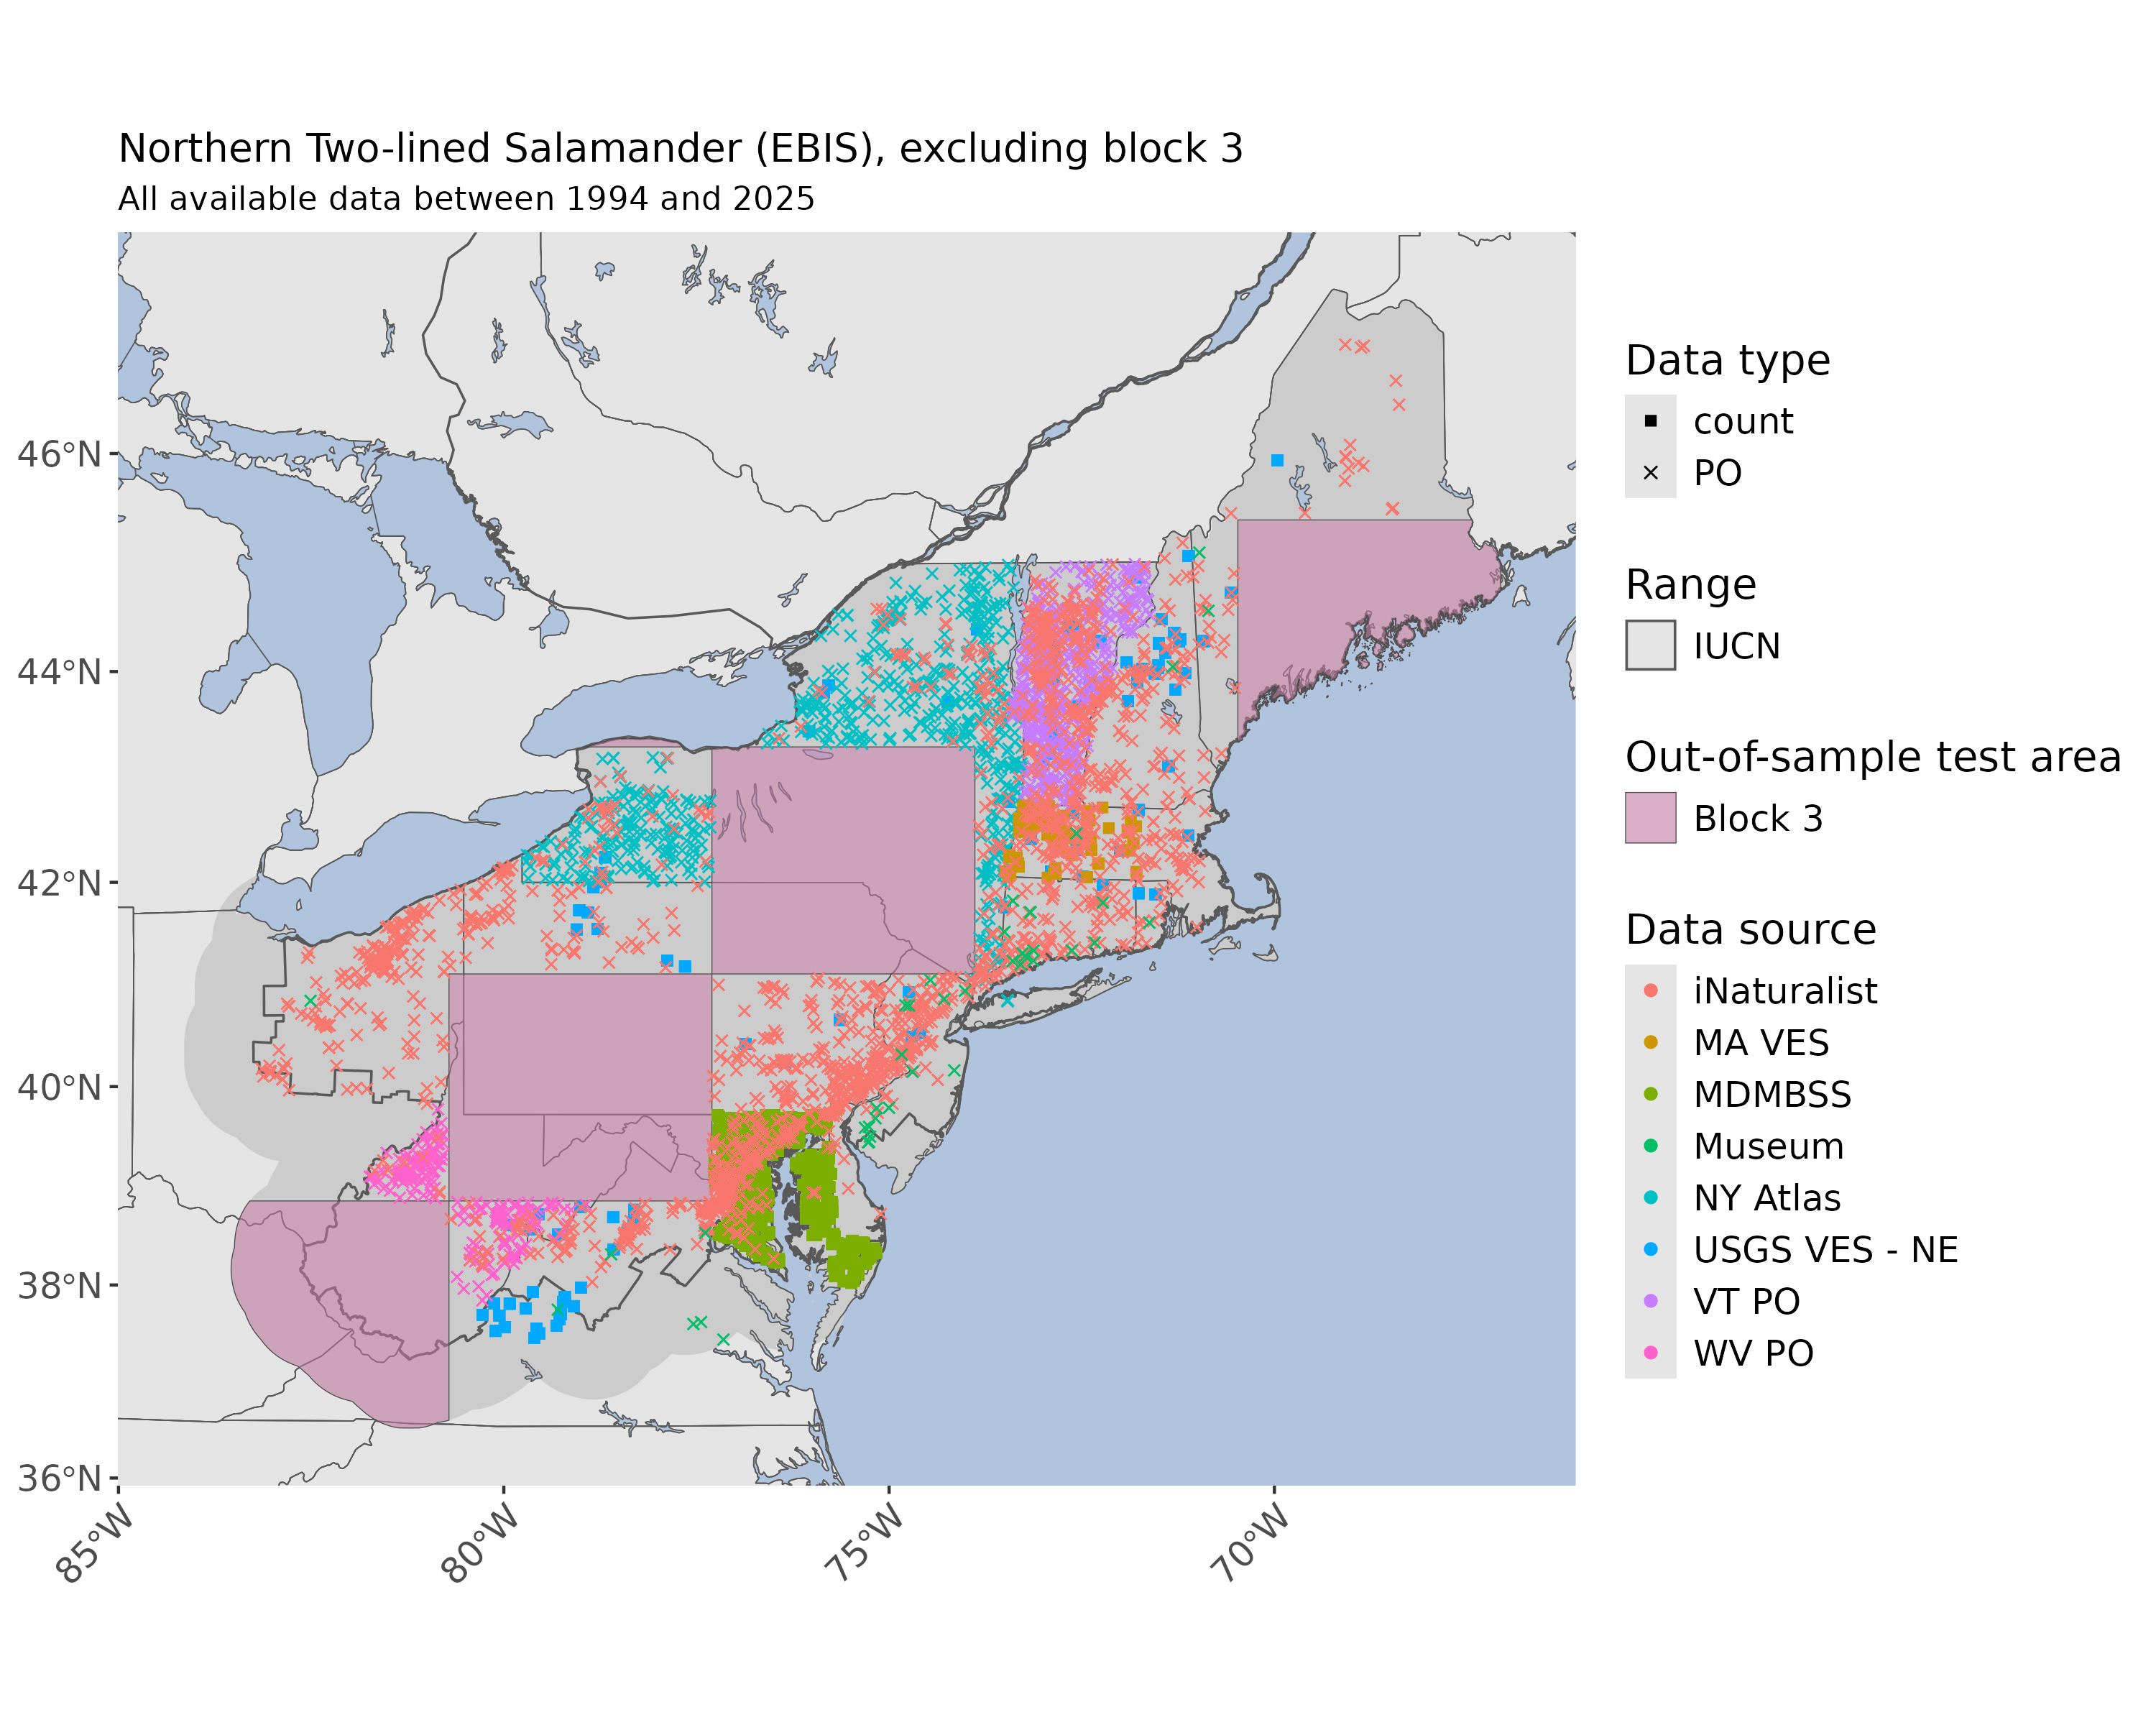 Northern Two-lined Salamander (EBIS), excluding block 3
All available data between 1994 and 2025
46°N
44°N
42°N
40°N
38°N
36°N
85°W
80°W
75°W
70°W
Data type
count
PO
Range
IUCN
Out-of-sample test area
Block 3
Data source
iNaturalist
MA VES
MDMBSS
Museum
NY Atlas
USGS VES - NE
VT PO
WV PO